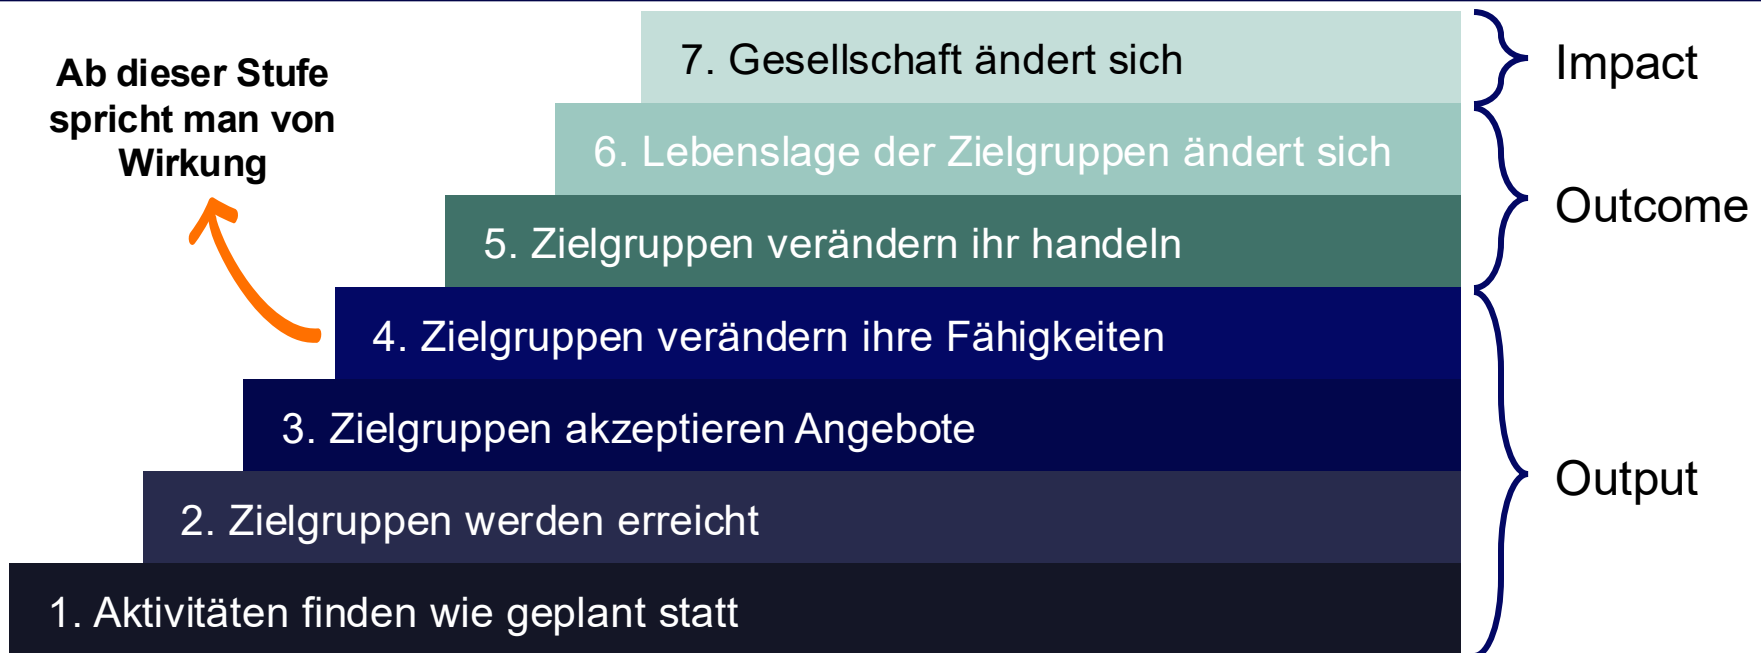 Ab dieser Stufe
spricht man von
Wirkung
7. Gesellschaft ändert sich
6. Lebenslage der Zielgruppen ändert sich
5. Zielgruppen verändern ihr handeln
4. Zielgruppen verändern ihre Fähigkeiten
3. Zielgruppen akzeptieren Angebote
2. Zielgruppen werden erreicht
1. Aktivitäten finden wie geplant statt
Impact
Outcome
Output